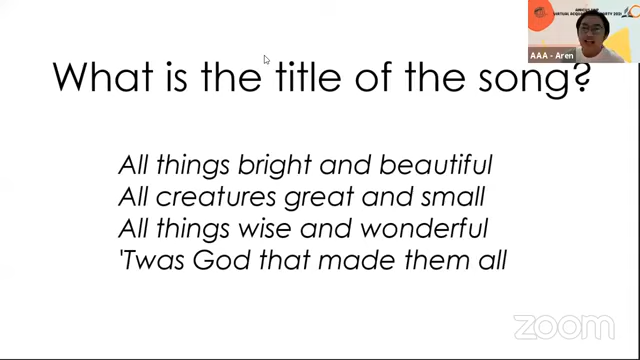 What is the title of the song?
All things bright and beautiful
All creatures great and small
All things wise and wonderful
'Twas God that made them all
AAA - Aren
zoom